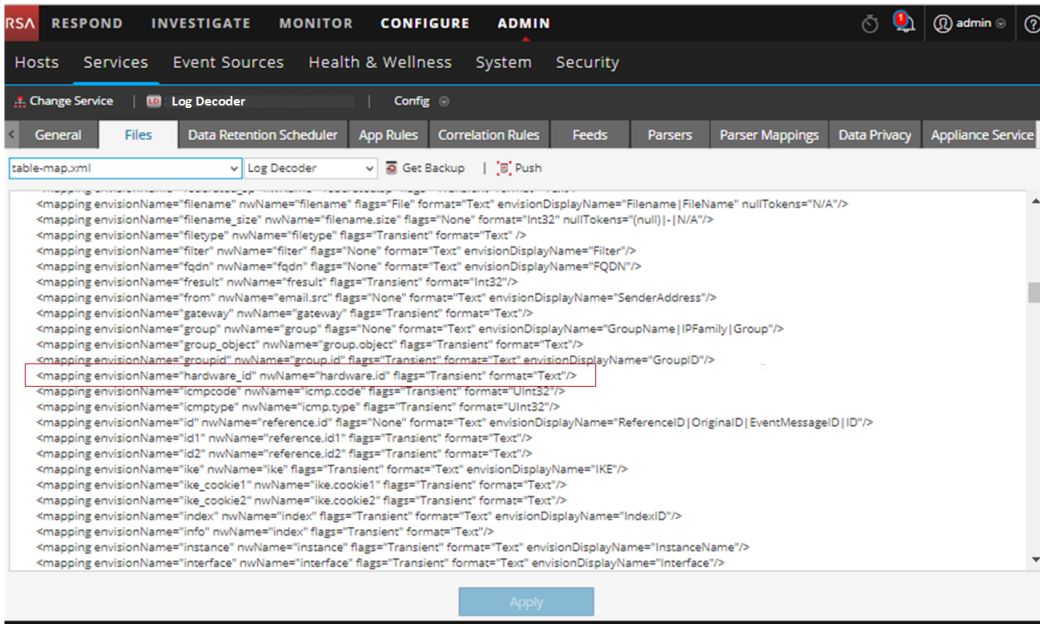 RSA RESPOND INVESTIGATE MONITOR CONFIGURE ADMIN 1 admin ?
Hosts Services Event Sources Health & Wellness System Security
Change Service | LD Log Decoder | Config
General Files Data Retention Scheduler App Rules Correlation Rules Feeds Parsers Parser Mappings Data Privacy Appliance Service
table-map.xml Log Decoder Get Backup | Push
<mapping envisionName="filename" nwName="filename" flags="File" format="Text" envisionDisplayName="Filename|FileName" nullTokens="N/A"/>
<mapping envisionName="filename_size" nwName="filename.size" flags="None" format="Int32" nullTokens="(null)|-|N/A"/>
<mapping envisionName="filetype" nwName="filetype" flags="Transient" format="Text" />
<mapping envisionName="filter" nwName="filter" flags="None" format="Text" envisionDisplayName="Filter"/>
<mapping envisionName="fqdn" nwName="fqdn" flags="None" format="Text" envisionDisplayName="FQDN"/>
<mapping envisionName="fresult" nwName="fresult" flags="Transient" format="Int32"/>
<mapping envisionName="from" nwName="email.src" flags="None" format="Text" envisionDisplayName="SenderAddress"/>
<mapping envisionName="gateway" nwName="gateway" flags="Transient" format="Text"/>
<mapping envisionName="group" nwName="group" flags="None" format="Text" envisionDisplayName="GroupName|IPFamily|Group"/>
<mapping envisionName="group_object" nwName="group.object" flags="Transient" format="Text"/>
<mapping envisionName="groupid" nwName="group.id" flags="Transient" format="Text" envisionDisplayName="GroupID"/>
<mapping envisionName="hardware_id" nwName="hardware.id" flags="Transient" format="Text"/>
<mapping envisionName="icmpcode" nwName="icmp.code" flags="Transient" format="UInt32"/>
<mapping envisionName="icmptype" nwName="icmp.type" flags="Transient" format="UInt32"/>
<mapping envisionName="id" nwName="reference.id" flags="None" format="Text" envisionDisplayName="ReferenceID|OriginalID|EventMessageID|ID"/>
<mapping envisionName="id1" nwName="reference.id1" flags="Transient" format="Text"/>
<mapping envisionName="id2" nwName="reference.id2" flags="Transient" format="Text"/>
<mapping envisionName="ike" nwName="ike" flags="Transient" format="Text" envisionDisplayName="IKE"/>
<mapping envisionName="ike_cookie1" nwName="ike.cookie1" flags="Transient" format="Text"/>
<mapping envisionName="ike_cookie2" nwName="ike.cookie2" flags="Transient" format="Text"/>
<mapping envisionName="index" nwName="index" flags="Transient" format="Text" envisionDisplayName="IndexID"/>
<mapping envisionName="info" nwName="index" flags="Transient" format="Text"/>
<mapping envisionName="instance" nwName="instance" flags="Transient" format="Text" envisionDisplayName="InstanceName"/>
<mapping envisionName="interface" nwName="interface" flags="Transient" format="Text" envisionDisplayName="Interface"/>
Apply